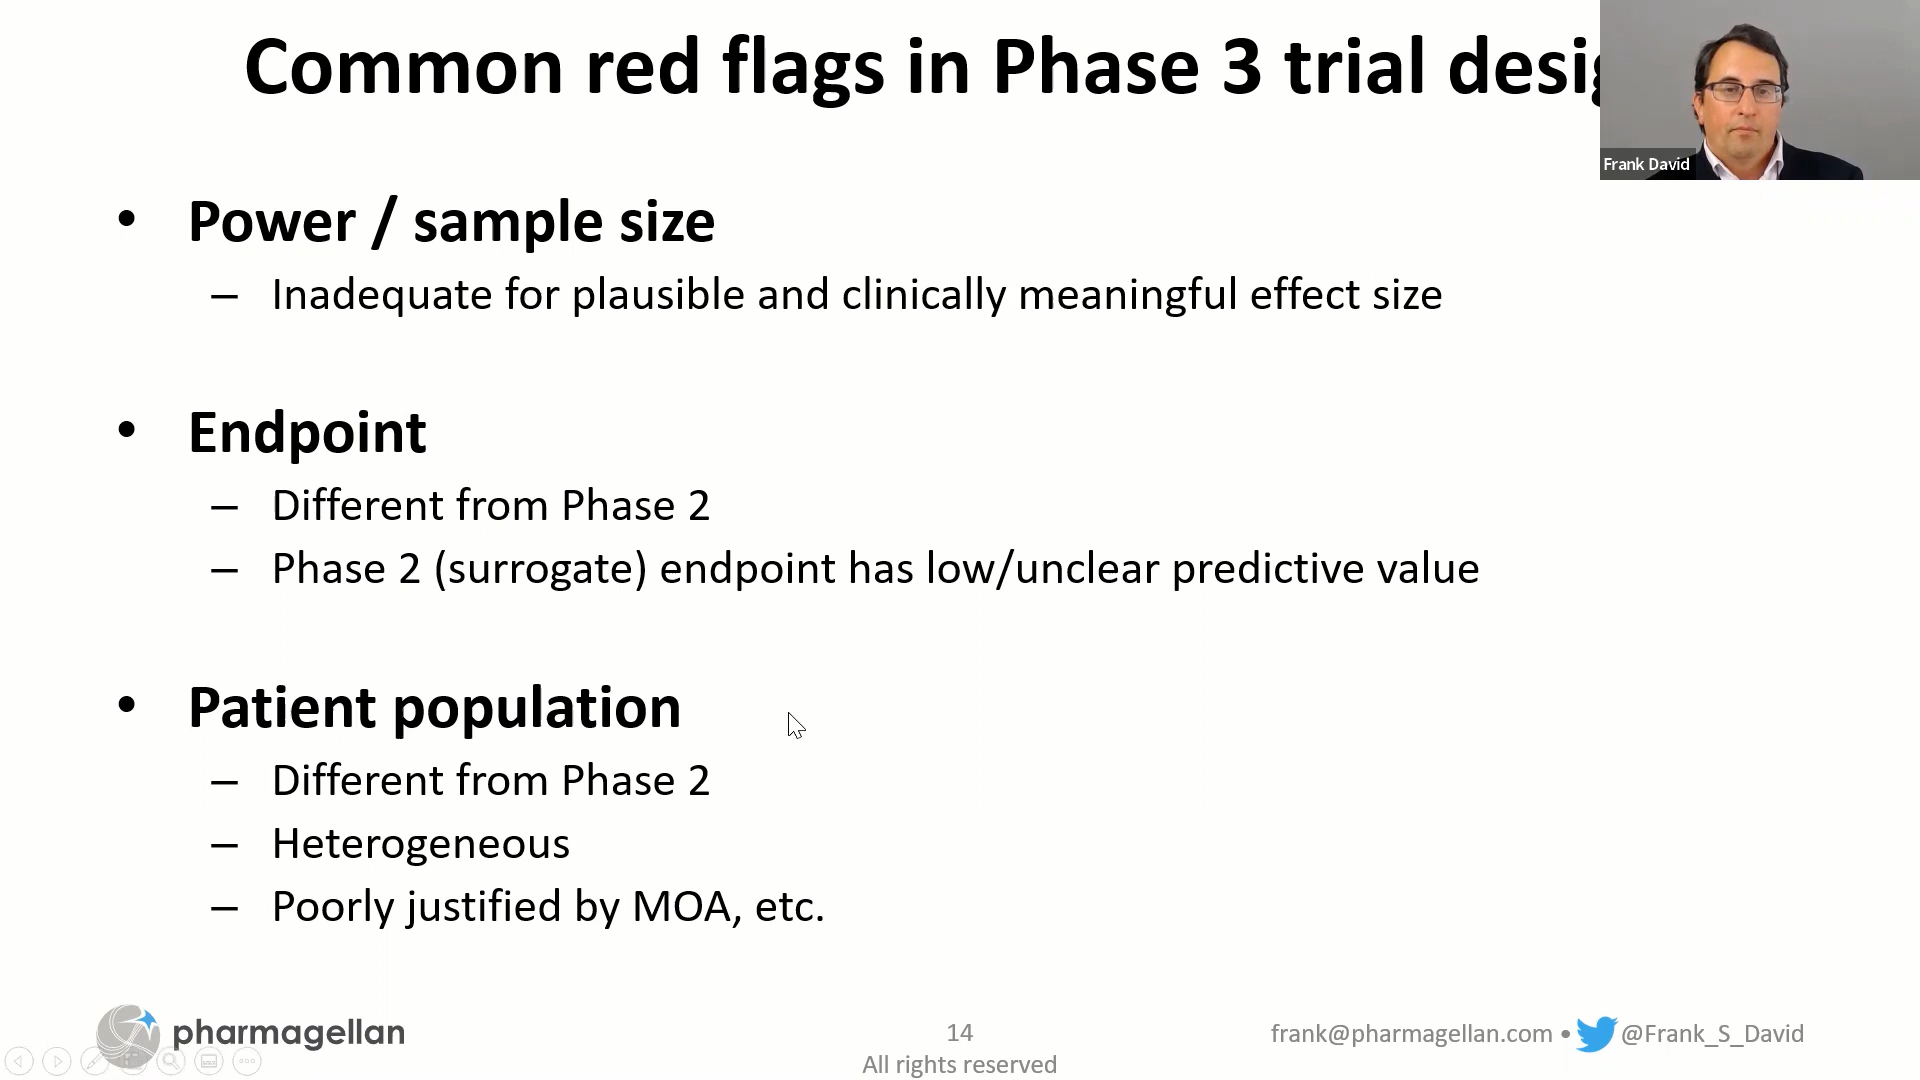 Common red flags in Phase 3 trial desig
Frank David
• Power / sample size
– Inadequate for plausible and clinically meaningful effect size
• Endpoint
– Different from Phase 2
– Phase 2 (surrogate) endpoint has low/unclear predictive value
• Patient population
– Different from Phase 2
– Heterogeneous
– Poorly justified by MOA, etc.
pharmagellan
14
All rights reserved
frank@pharmagellan.com • @Frank_S_David